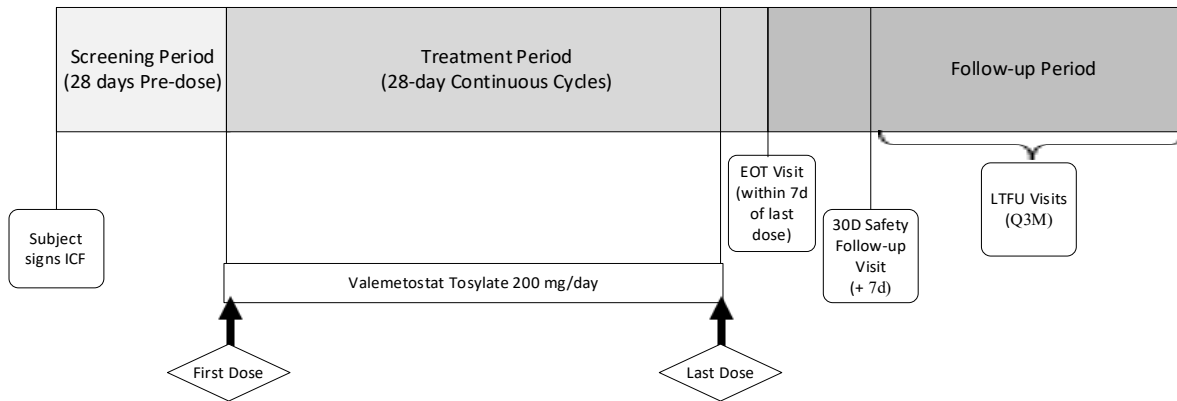 Screening Period
(28 days Pre-dose)
Treatment Period
(28-day Continuous Cycles)
Follow-up Period
Subject
signs ICF
EOT Visit
(within 7d
of last
dose)
30D Safety
Follow-up
Visit
(+ 7d)
LTFU Visits
(Q3M)
Valemetostat Tosylate 200 mg/day
First Dose
Last Dose